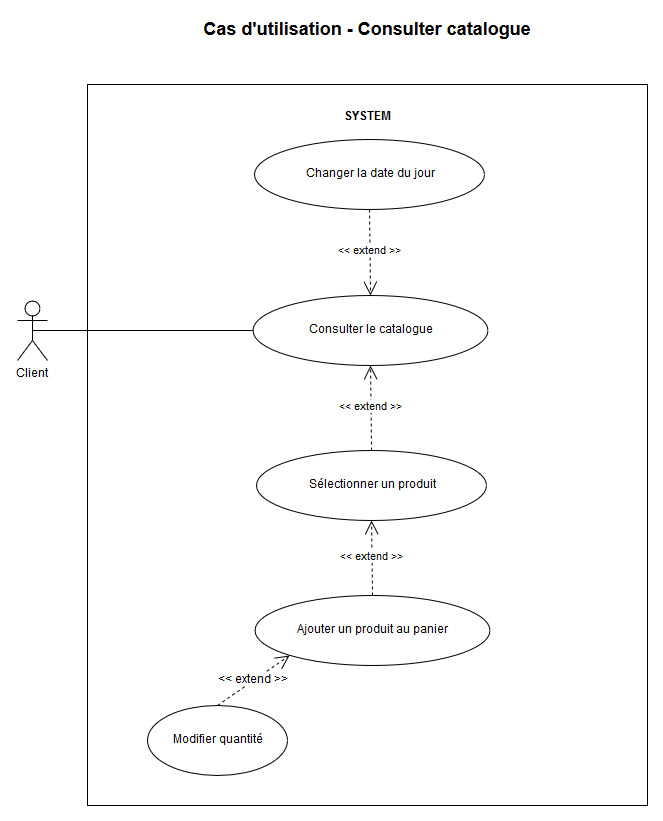 Cas d'utilisation - Consulter catalogue
SYSTEM
Changer la date du jour
<< extend >>
Consulter le catalogue
Client
<< extend >>
Sélectionner un produit
<< extend >>
Ajouter un produit au panier
<< extend >>
Modifier quantité